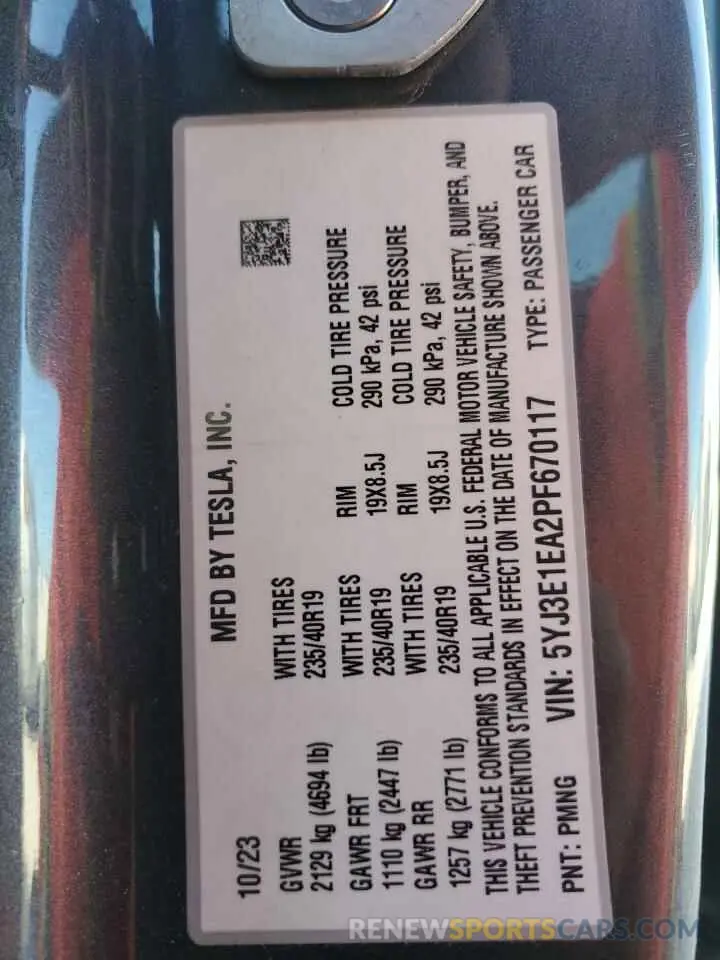 MFD BY TESLA, INC.
10/23
GVWR WITH TIRES RIM COLD TIRE PRESSURE
2129 kg (4694 lb) 235/40R19 19X8.5J 290 kPa, 42 psi
GAWR FRT WITH TIRES RIM COLD TIRE PRESSURE
1110 kg (2447 lb) 235/40R19 19X8.5J 290 kPa, 42 psi
GAWR RR WITH TIRES
1257 kg (2771 lb) 235/40R19
THIS VEHICLE CONFORMS TO ALL APPLICABLE U.S. FEDERAL MOTOR VEHICLE SAFETY, BUMPER, AND
THEFT PREVENTION STANDARDS IN EFFECT ON THE DATE OF MANUFACTURE SHOWN ABOVE.
PNT: PMNG VIN: 5YJ3E1EA2PF670117 TYPE: PASSENGER CAR
RENEWSPORTSCARS.COM